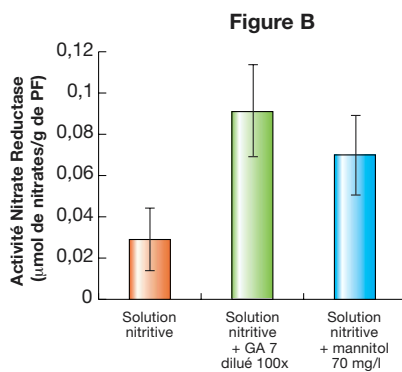 Figure B
Activité Nitrate Reductase
(µmol de nitrates/g de PF)
0,12
0,1
0,08
0,06
0,04
0,02
0
Solution
nitritive
Solution
nitritive
+ GA 7
dilué 100x
Solution
nitritive
+ mannitol
70 mg/l